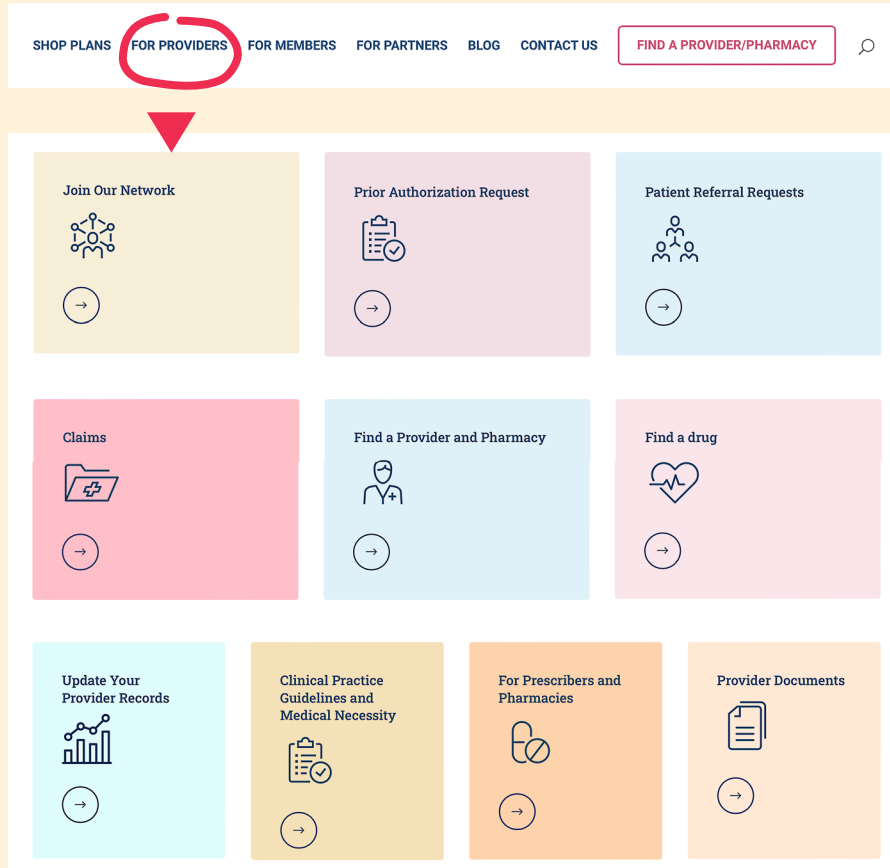 SHOP PLANS FOR PROVIDERS FOR MEMBERS FOR PARTNERS BLOG CONTACT US FIND A PROVIDER/PHARMACY
Join Our Network
Prior Authorization Request
Patient Referral Requests
Claims
Find a Provider and Pharmacy
Find a drug
Update Your
Provider Records
Clinical Practice
Guidelines and
Medical Necessity
For Prescribers and
Pharmacies
Provider Documents